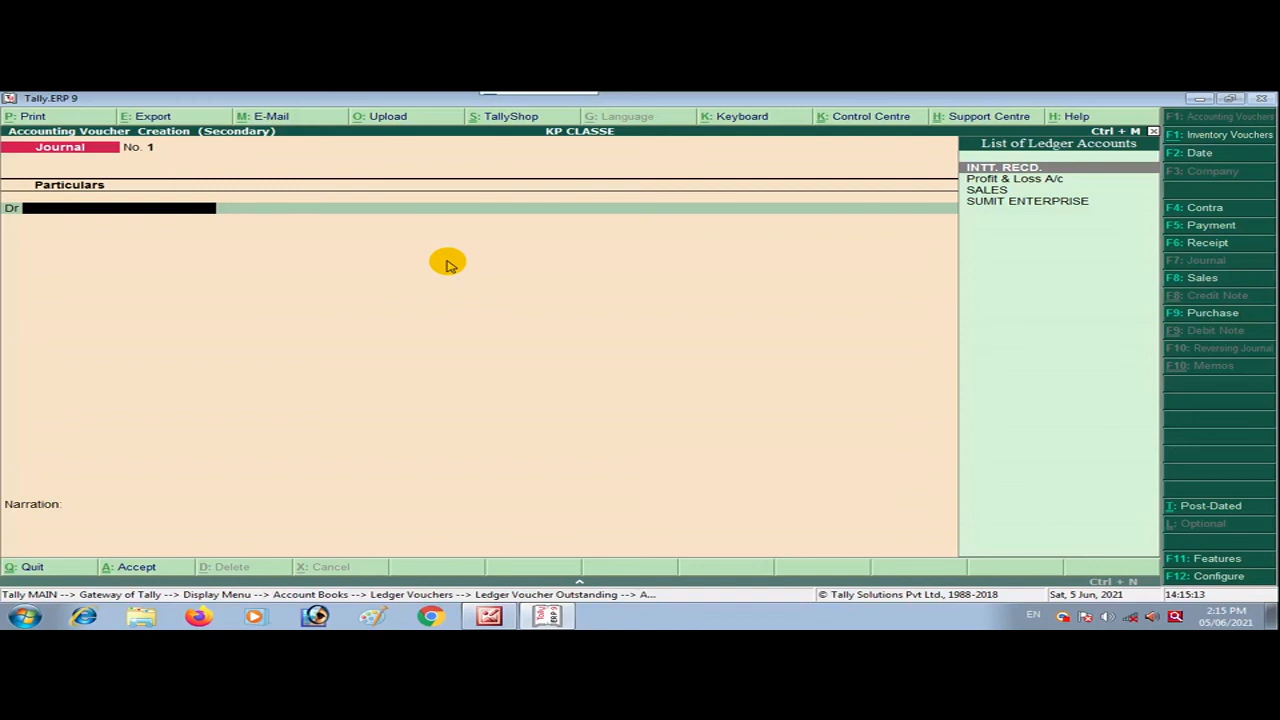 Tally.ERP 9
P: Print E: Export M: E-Mail O: Upload S: TallyShop G: Language K: Keyboard K: Control Centre H: Support Centre H: Help
Accounting Voucher Creation (Secondary) KP CLASSE Ctrl + M
Journal No. 1
Particulars
Dr
Narration:
List of Ledger Accounts
INTT. RECD.
Profit & Loss A/c
SALES
SUMIT ENTERPRISE
F1: Accounting Vouchers
F1: Inventory Vouchers
F2: Date
F3: Company
F4: Contra
F5: Payment
F6: Receipt
F7: Journal
F8: Sales
F8: Credit Note
F9: Purchase
F9: Debit Note
F10: Reversing Journal
F10: Memos
T: Post-Dated
L: Optional
F11: Features
F12: Configure
Q: Quit A: Accept D: Delete X: Cancel
Ctrl + N
Tally MAIN --> Gateway of Tally --> Display Menu --> Account Books --> Ledger Vouchers --> Ledger Voucher Outstanding --> A... © Tally Solutions Pvt Ltd., 1988-2018 Sat, 5 Jun, 2021 14:15:13
Tally ERP 9
EN
2:15 PM
05/06/2021